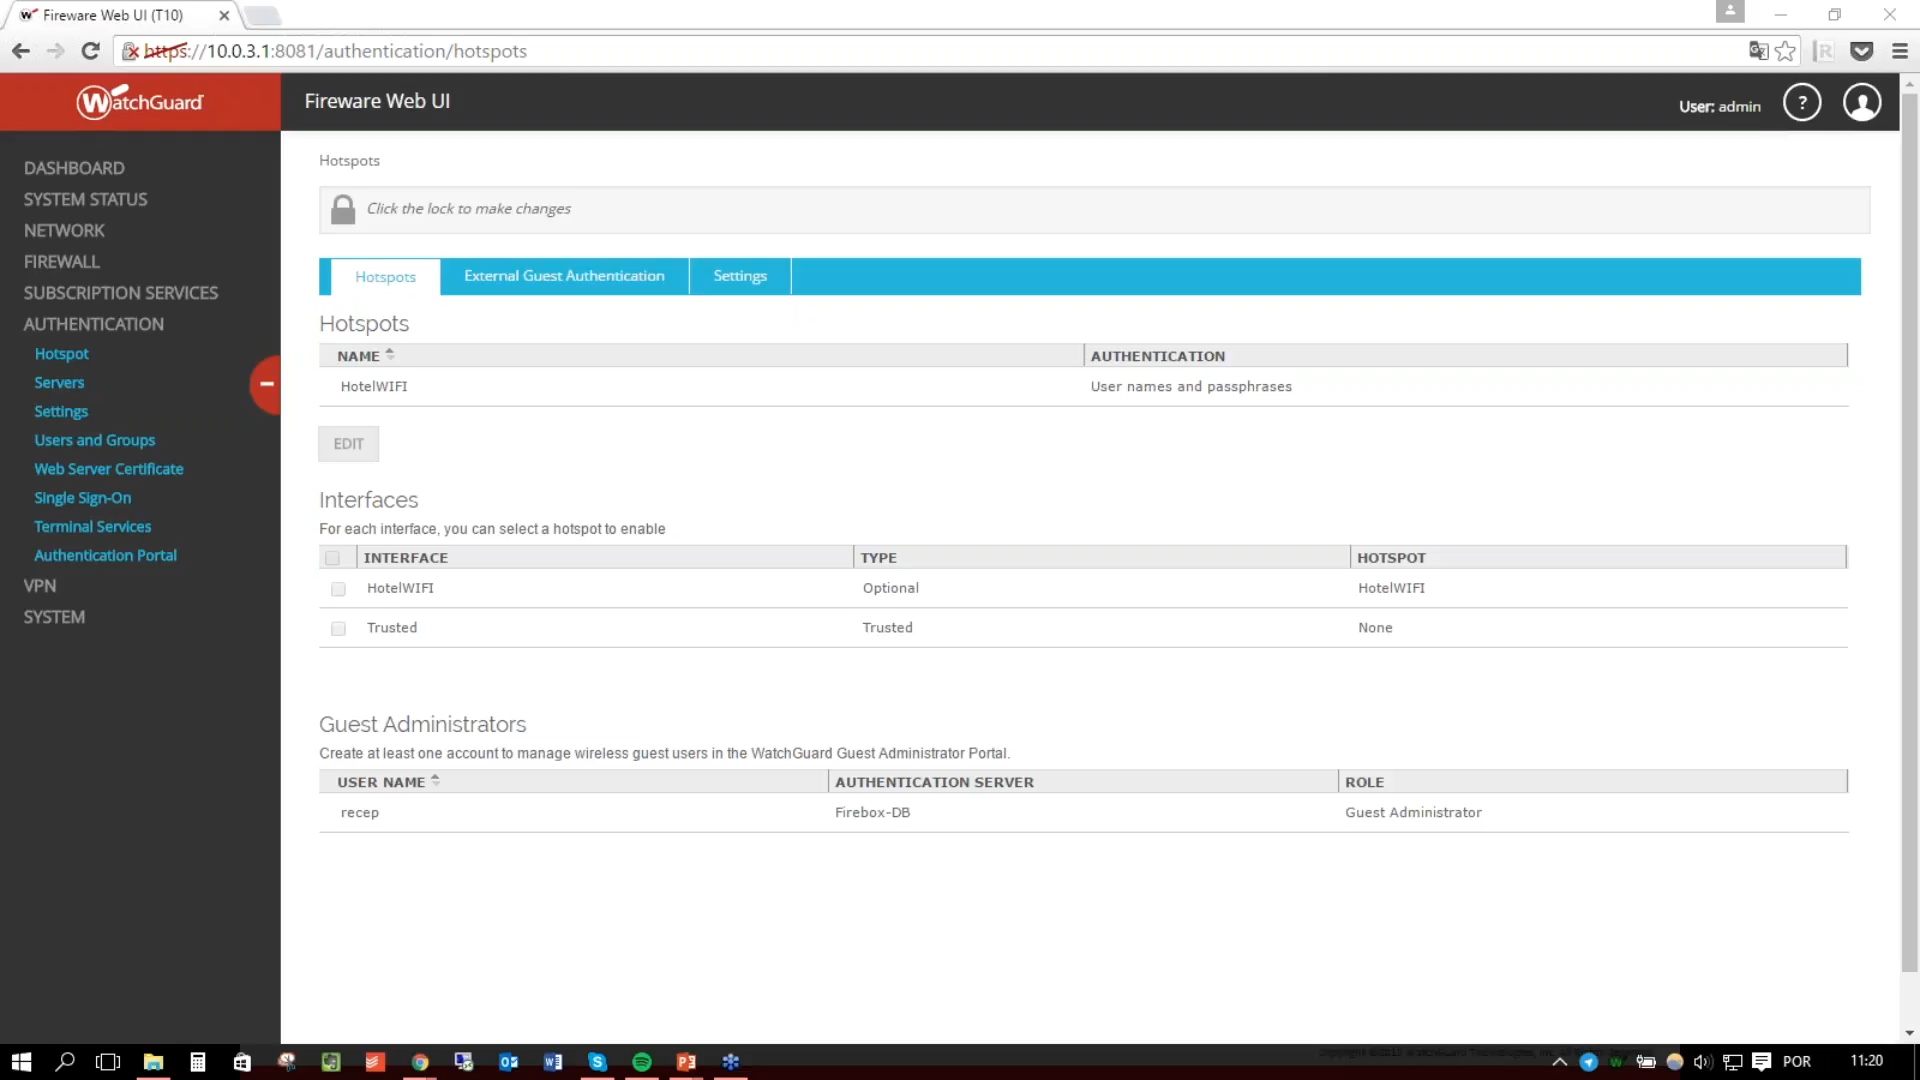 Fireware Web UI (T10)
https://10.0.3.1:8081/authentication/hotspots
WatchGuard
Fireware Web UI
User: admin
?
DASHBOARD
SYSTEM STATUS
NETWORK
FIREWALL
SUBSCRIPTION SERVICES
AUTHENTICATION
Hotspot
Servers
Settings
Users and Groups
Web Server Certificate
Single Sign-On
Terminal Services
Authentication Portal
VPN
SYSTEM
Hotspots
Click the lock to make changes
Hotspots External Guest Authentication Settings
Hotspots
NAME AUTHENTICATION
HotelWIFI User names and passphrases
EDIT
Interfaces
For each interface, you can select a hotspot to enable
INTERFACE TYPE HOTSPOT
HotelWIFI Optional HotelWIFI
Trusted Trusted None
Guest Administrators
Create at least one account to manage wireless guest users in the WatchGuard Guest Administrator Portal.
USER NAME AUTHENTICATION SERVER ROLE
recep Firebox-DB Guest Administrator
POR 11:20